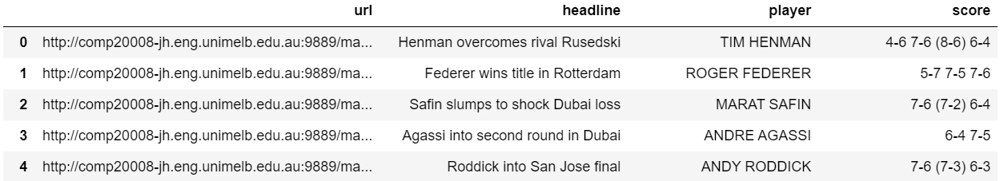 url headline player score
0 http://comp20008-jh.eng.unimelb.edu.au:9889/ma... Henman overcomes rival Rusedski TIM HENMAN 4-6 7-6 (8-6) 6-4
1 http://comp20008-jh.eng.unimelb.edu.au:9889/ma... Federer wins title in Rotterdam ROGER FEDERER 5-7 7-5 7-6
2 http://comp20008-jh.eng.unimelb.edu.au:9889/ma... Safin slumps to shock Dubai loss MARAT SAFIN 7-6 (7-2) 6-4
3 http://comp20008-jh.eng.unimelb.edu.au:9889/ma... Agassi into second round in Dubai ANDRE AGASSI 6-4 7-5
4 http://comp20008-jh.eng.unimelb.edu.au:9889/ma... Roddick into San Jose final ANDY RODDICK 7-6 (7-3) 6-3